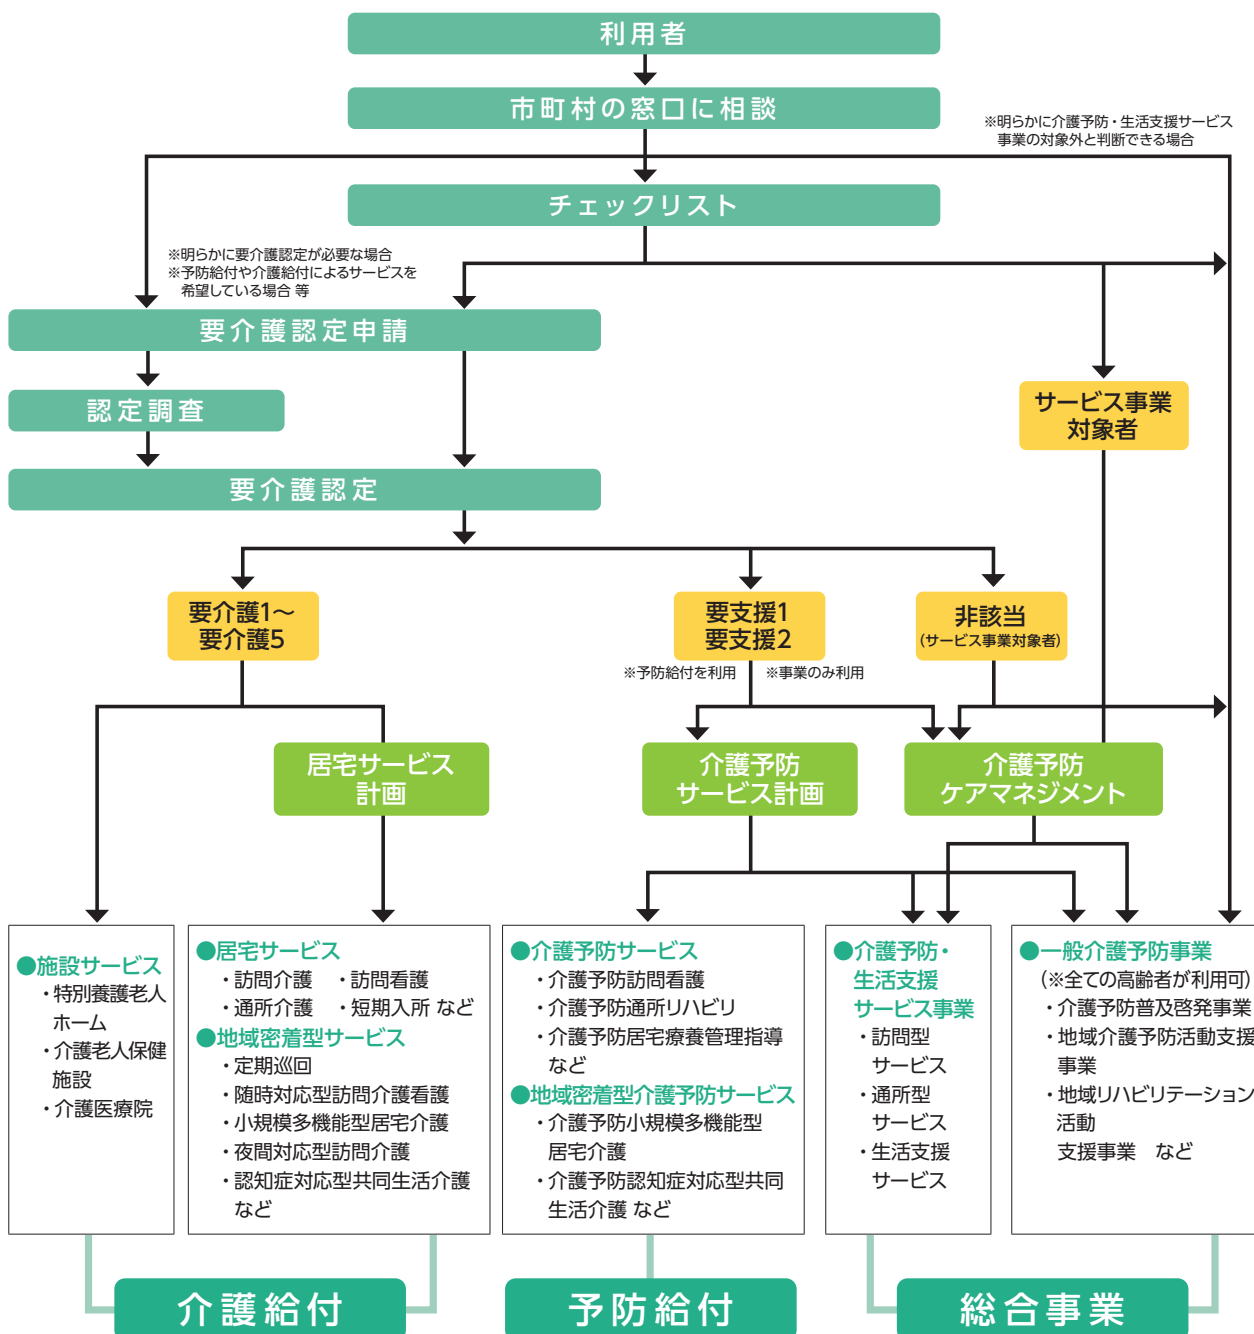 利用者
市町村の窓口に相談
※明らかに介護予防・生活支援サービス
事業の対象外と判断できる場合
チェックリスト
※明らかに要介護認定が必要な場合
※予防給付や介護給付によるサービスを
希望している場合 等
要介護認定申請
認定調査
サービス事業
対象者
要介護認定
要介護1～
要介護5
要支援1
要支援2
非該当
(サービス事業対象者)
※予防給付を利用
※事業のみ利用
居宅サービス
計画
介護予防
サービス計画
介護予防
ケアマネジメント
●施設サービス
・特別養護老人
ホーム
・介護老人保健
施設
・介護医療院
●居宅サービス
・訪問介護 ・訪問看護
・通所介護 ・短期入所 など
●地域密着型サービス
・定期巡回
・随時対応型訪問介護看護
・小規模多機能型居宅介護
・夜間対応型訪問介護
・認知症対応型共同生活介護
など
●介護予防サービス
・介護予防訪問看護
・介護予防通所リハビリ
・介護予防居宅療養管理指導
など
●地域密着型介護予防サービス
・介護予防小規模多機能型
居宅介護
・介護予防認知症対応型共同
生活介護 など
●介護予防・
生活支援
サービス事業
・訪問型
サービス
・通所型
サービス
・生活支援
サービス
●一般介護予防事業
(※全ての高齢者が利用可)
・介護予防普及啓発事業
・地域介護予防活動支援
事業
・地域リハビリテーション
活動
支援事業 など
介護給付
予防給付
総合事業